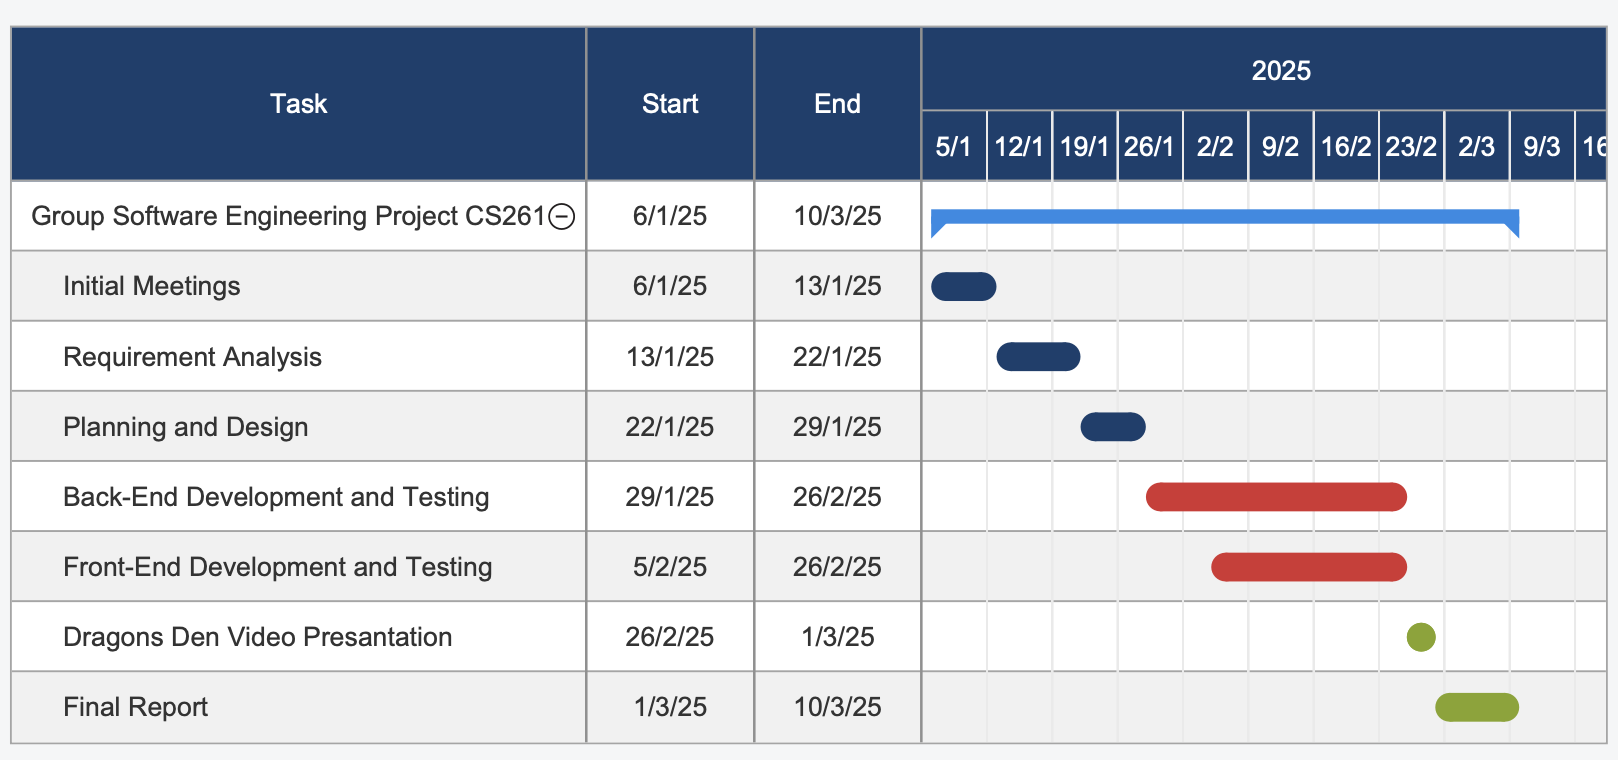 Task Start End 2025
5/1 12/1 19/1 26/1 2/2 9/2 16/2 23/2 2/3 9/3 16
Group Software Engineering Project CS261 6/1/25 10/3/25
Initial Meetings 6/1/25 13/1/25
Requirement Analysis 13/1/25 22/1/25
Planning and Design 22/1/25 29/1/25
Back-End Development and Testing 29/1/25 26/2/25
Front-End Development and Testing 5/2/25 26/2/25
Dragons Den Video Presantation 26/2/25 1/3/25
Final Report 1/3/25 10/3/25